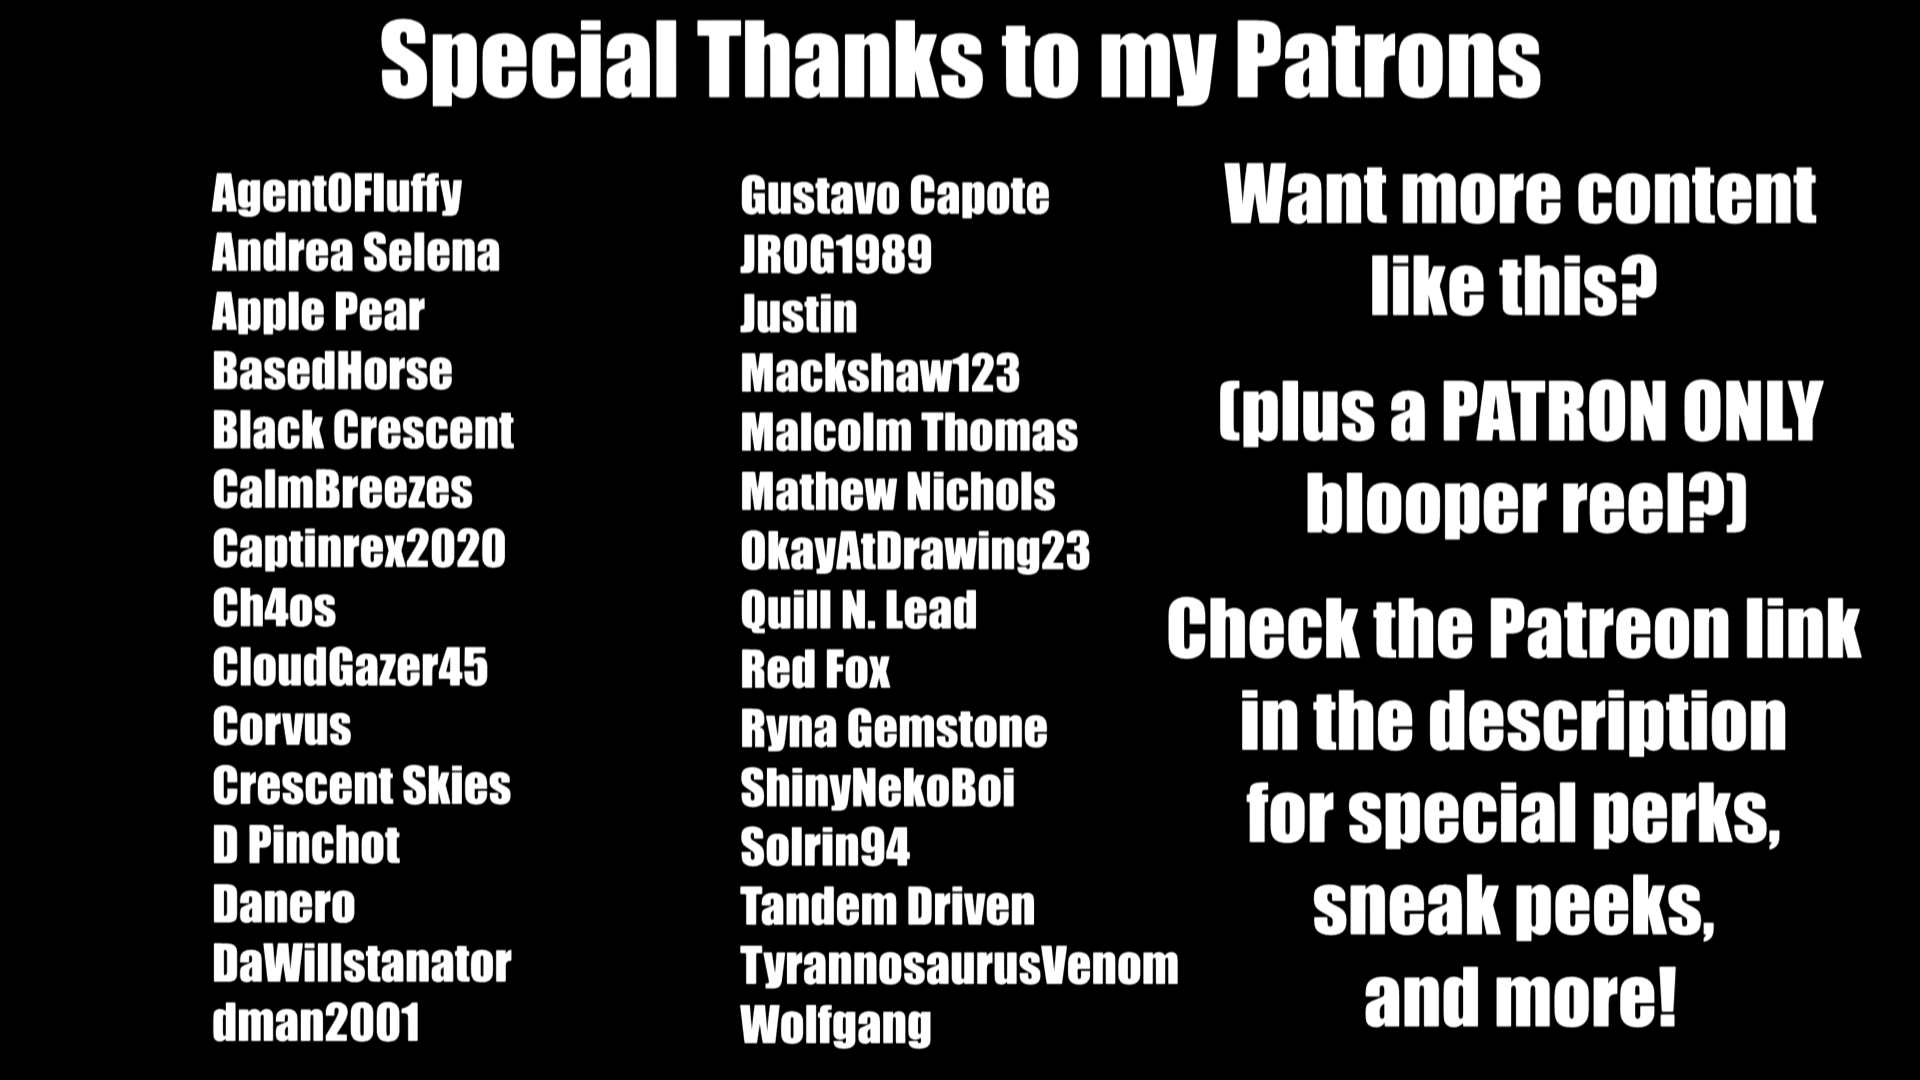 Special Thanks to my Patrons
AgentOFluffy
Andrea Selena
Apple Pear
BasedHorse
Black Crescent
CalmBreezes
Captinrex2020
Ch4os
CloudGazer45
Corvus
Crescent Skies
D Pinchot
Danero
DaWillstanator
dman2001
Gustavo Capote
JROG1989
Justin
Mackshaw123
Malcolm Thomas
Mathew Nichols
OkayAtDrawing23
Quill N. Lead
Red Fox
Ryna Gemstone
ShinyNekoBoi
Solrin94
Tandem Driven
TyrannosaurusVenom
Wolfgang
Want more content
like this?
(plus a PATRON ONLY
blooper reel?)
Check the Patreon link
in the description
for special perks,
sneak peeks,
and more!